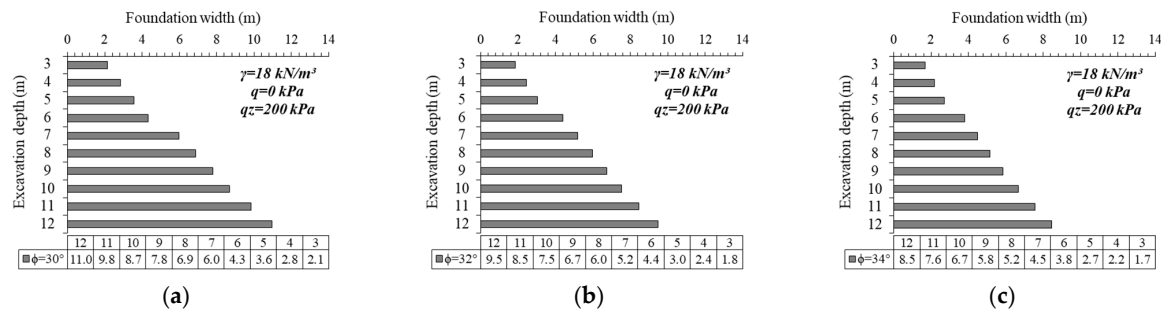 Foundation width (m)
0 2 4 6 8 10 12 14
Excavation depth (m)
3
4
5
6
7
8
9
10
11
12
γ=18 kN/m³
q=0 kPa
qz=200 kPa
12 11 10 9 8 7 6 5 4 3
ϕ=30° 11.0 9.8 8.7 7.8 6.9 6.0 4.3 3.6 2.8 2.1
(a)
Foundation width (m)
0 2 4 6 8 10 12 14
Excavation depth (m)
3
4
5
6
7
8
9
10
11
12
γ=18 kN/m³
q=0 kPa
qz=200 kPa
12 11 10 9 8 7 6 5 4 3
ϕ=32° 9.5 8.5 7.5 6.7 6.0 5.2 4.4 3.0 2.4 1.8
(b)
Foundation width (m)
0 2 4 6 8 10 12 14
Excavation depth (m)
3
4
5
6
7
8
9
10
11
12
γ=18 kN/m³
q=0 kPa
qz=200 kPa
12 11 10 9 8 7 6 5 4 3
ϕ=34° 8.5 7.6 6.7 5.8 5.2 4.5 3.8 2.7 2.2 1.7
(c)